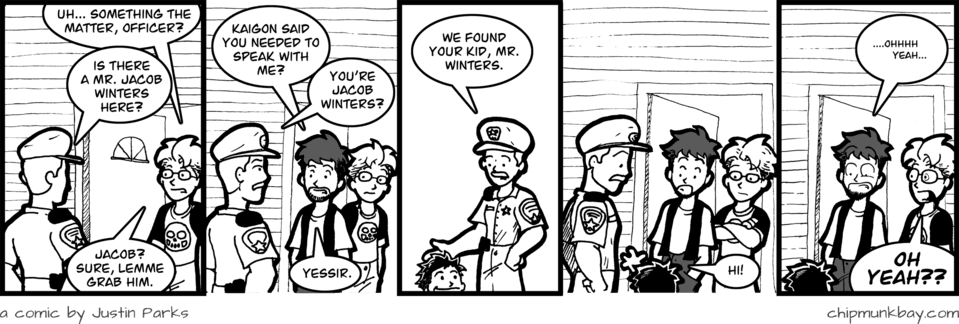 UH... SOMETHING THE
MATTER, OFFICER?
IS THERE
A MR. JACOB
WINTERS
HERE?
JACOB?
SURE, LEMME
GRAB HIM.
KAIGON SAID
YOU NEEDED TO
SPEAK WITH
ME?
YOU'RE
JACOB
WINTERS?
YESSIR.
WE FOUND
YOUR KID, MR.
WINTERS.
HI!
....OHHHH
YEAH...
OH
YEAH??
a comic by Justin Parks
chipmunkbay.com